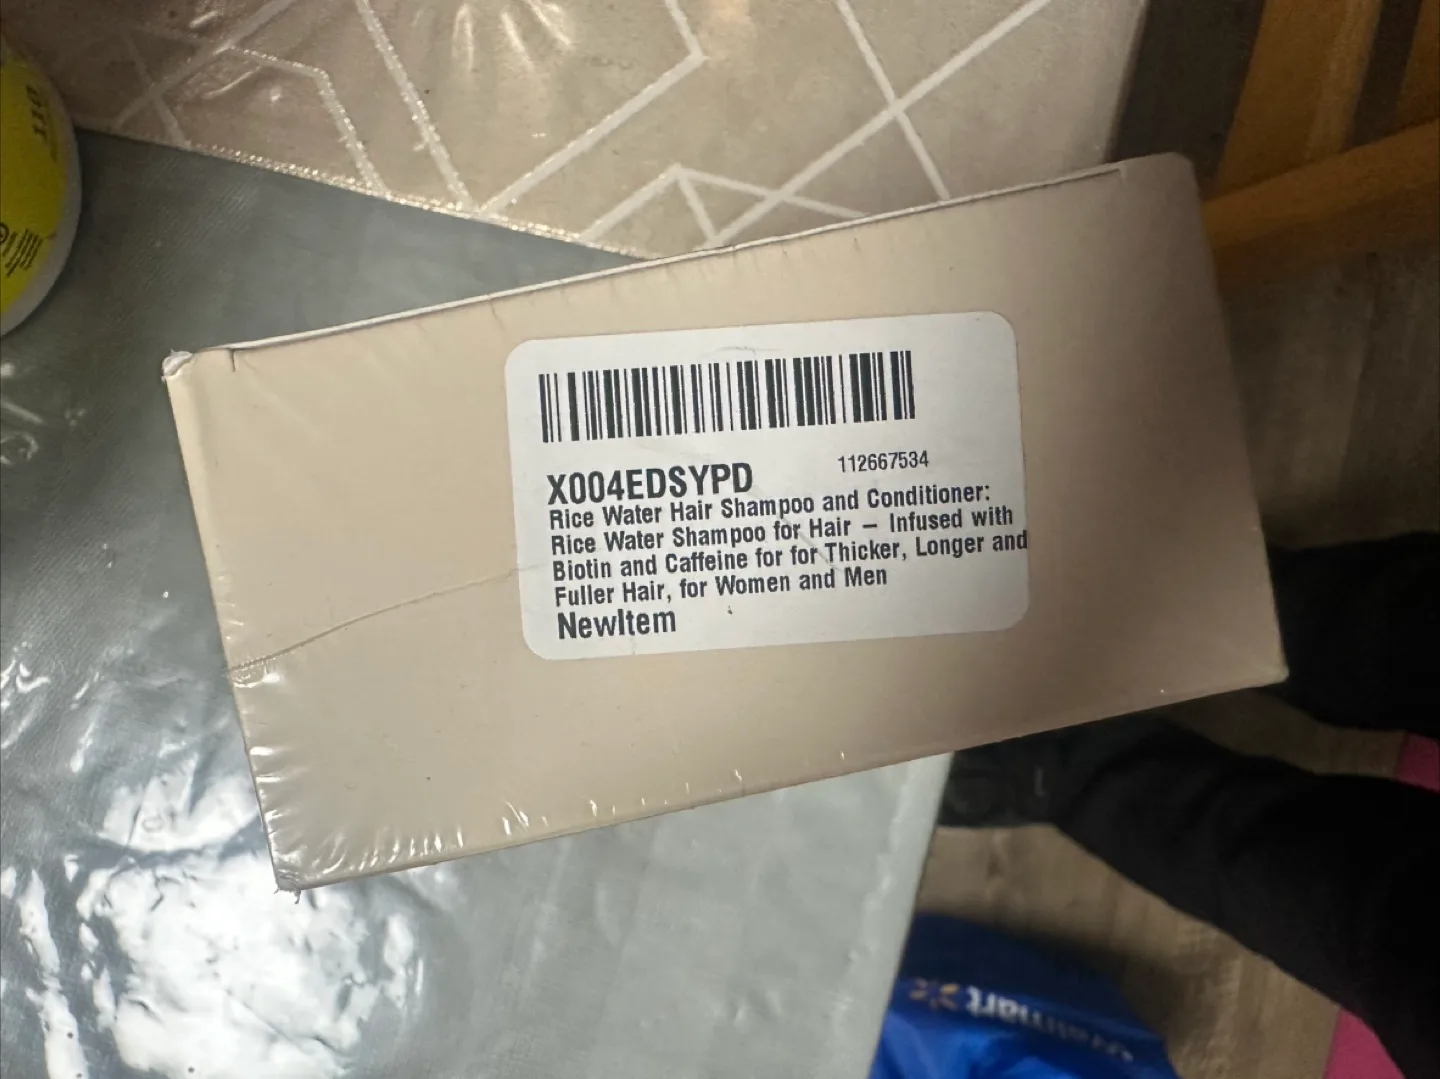 X004EDSYPD
112667534
Rice Water Hair Shampoo and Conditioner:
Rice Water Shampoo for Hair – Infused with
Biotin and Caffeine for for Thicker, Longer and
Fuller Hair, for Women and Men
NewItem
Walmart